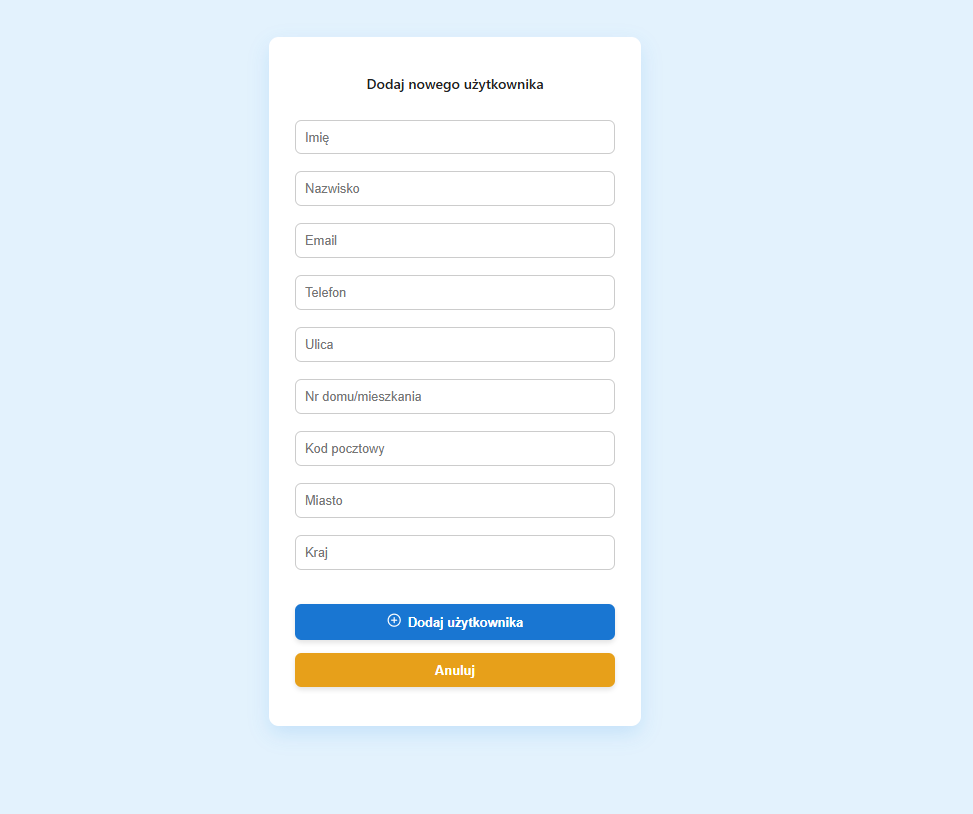 Dodaj nowego użytkownika
Imię
Nazwisko
Email
Telefon
Ulica
Nr domu/mieszkania
Kod pocztowy
Miasto
Kraj
Dodaj użytkownika
Anuluj